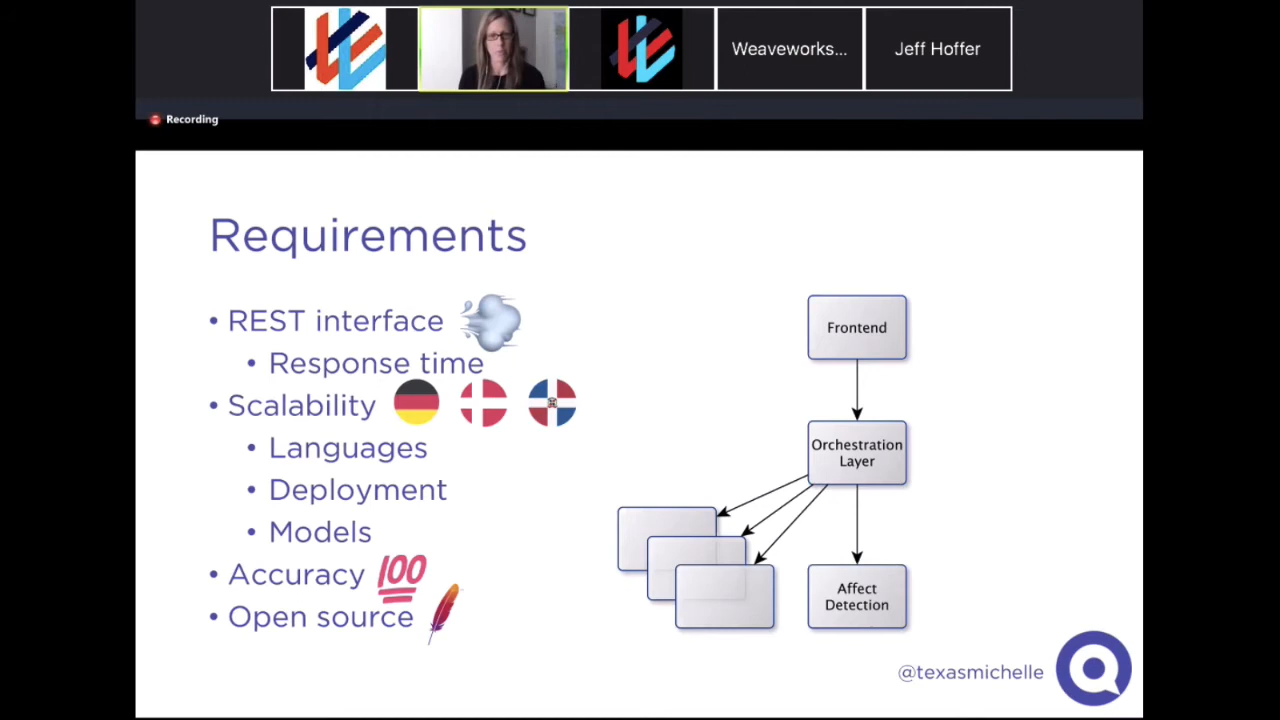 Weaveworks...
Jeff Hoffer
Recording
Requirements
• REST interface
• Response time
• Scalability
• Languages
• Deployment
• Models
• Accuracy 100
• Open source
Frontend
Orchestration
Layer
Affect
Detection
@texasmichelle